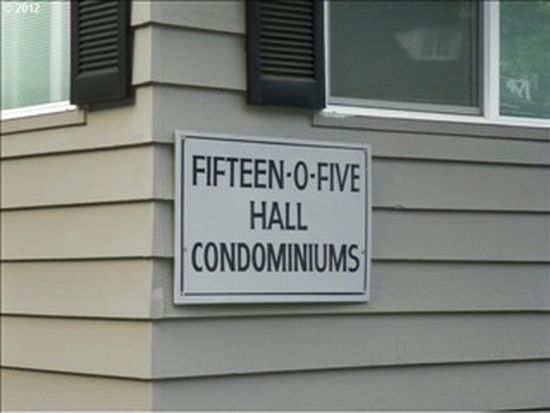 © 2012
FIFTEEN-O-FIVE
HALL
CONDOMINIUMS